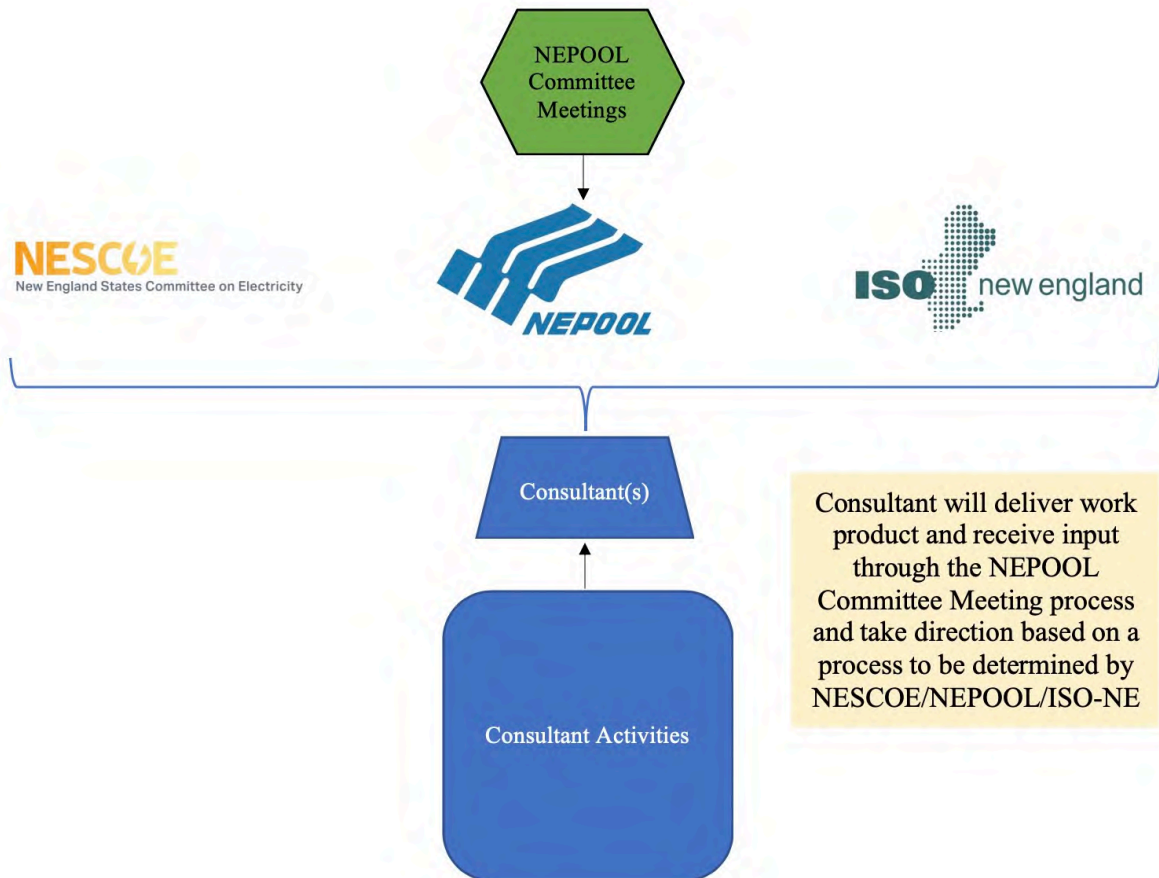 NEPOOL
Committee
Meetings
NESCOE
New England States Committee on Electricity
NEPOOL
ISO new england
Consultant(s)
Consultant will deliver work
product and receive input
through the NEPOOL
Committee Meeting process
and take direction based on a
process to be determined by
NESCOE/NEPOOL/ISO-NE
Consultant Activities